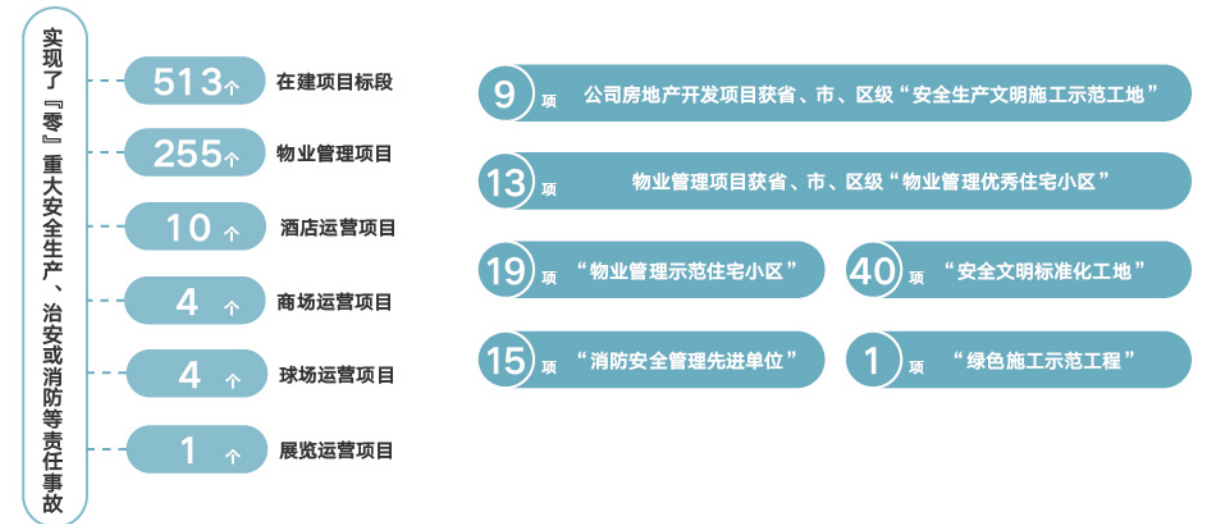 实现了『零』重大安全生产、治安或消防等责任事故
513个 在建项目标段
255个 物业管理项目
10个 酒店运营项目
4个 商场运营项目
4个 球场运营项目
1个 展览运营项目
9项 公司房地产开发项目获省、市、区级“安全生产文明施工示范工地”
13项 物业管理项目获省、市、区级“物业管理优秀住宅小区”
19项 “物业管理示范住宅小区”
40项 “安全文明标准化工地”
15项 “消防安全管理先进单位”
1项 “绿色施工示范工程”